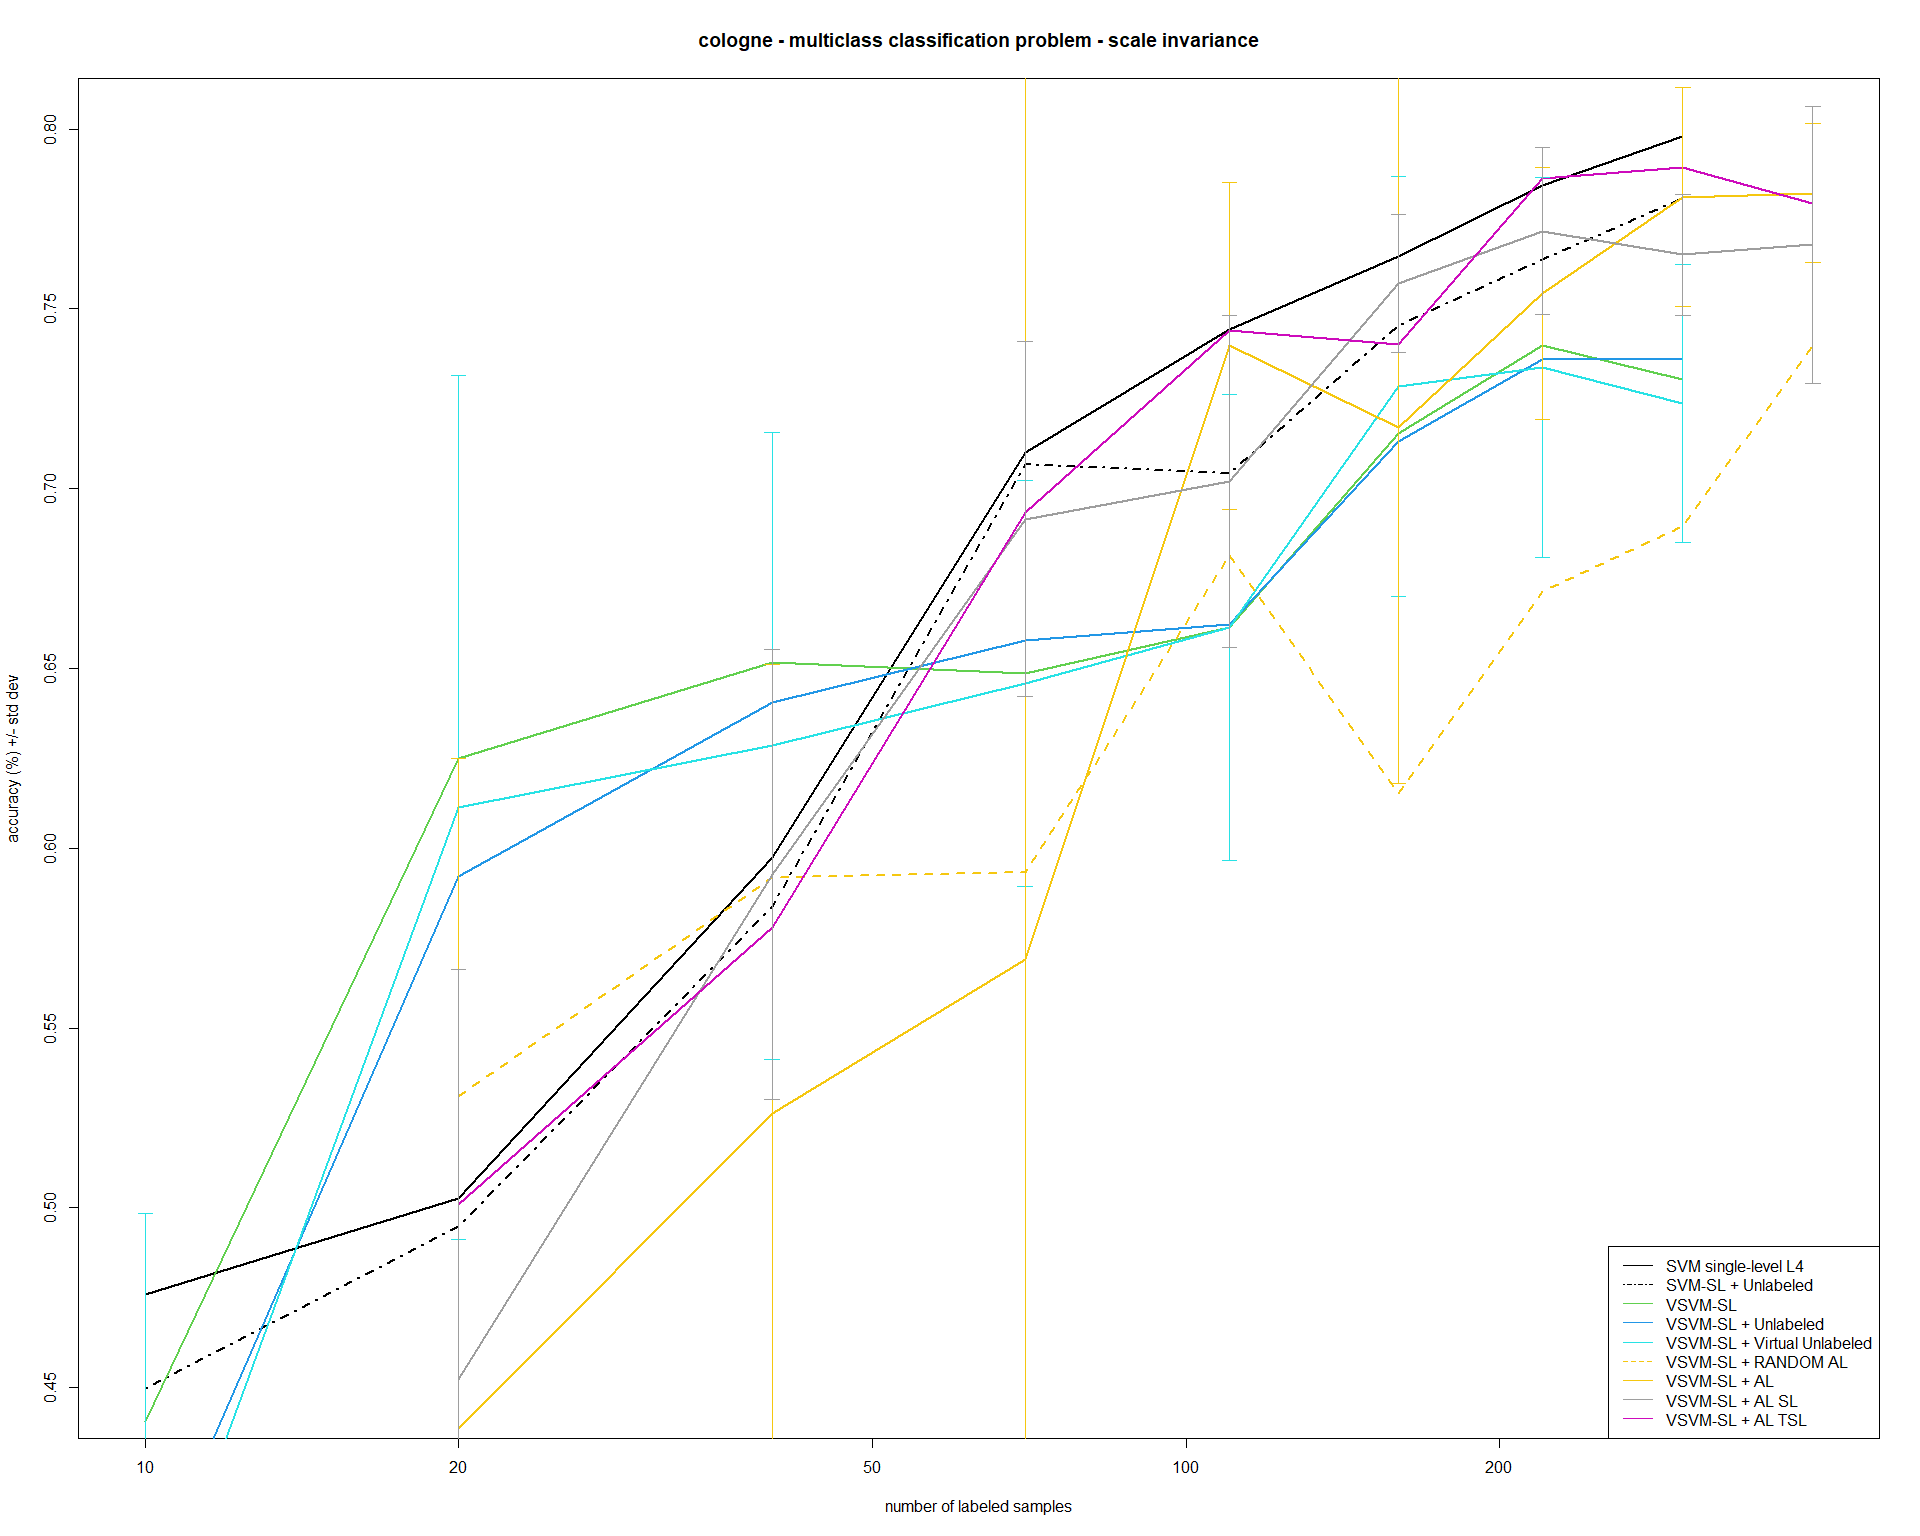 cologne - multiclass classification problem - scale invariance
accuracy (%) +/- std dev
0.80
0.75
0.70
0.65
0.60
0.55
0.50
0.45
10
20
50
100
200
number of labeled samples
SVM single-level L4
SVM-SL + Unlabeled
VSVM-SL
VSVM-SL + Unlabeled
VSVM-SL + Virtual Unlabeled
VSVM-SL + RANDOM AL
VSVM-SL + AL
VSVM-SL + AL SL
VSVM-SL + AL TSL